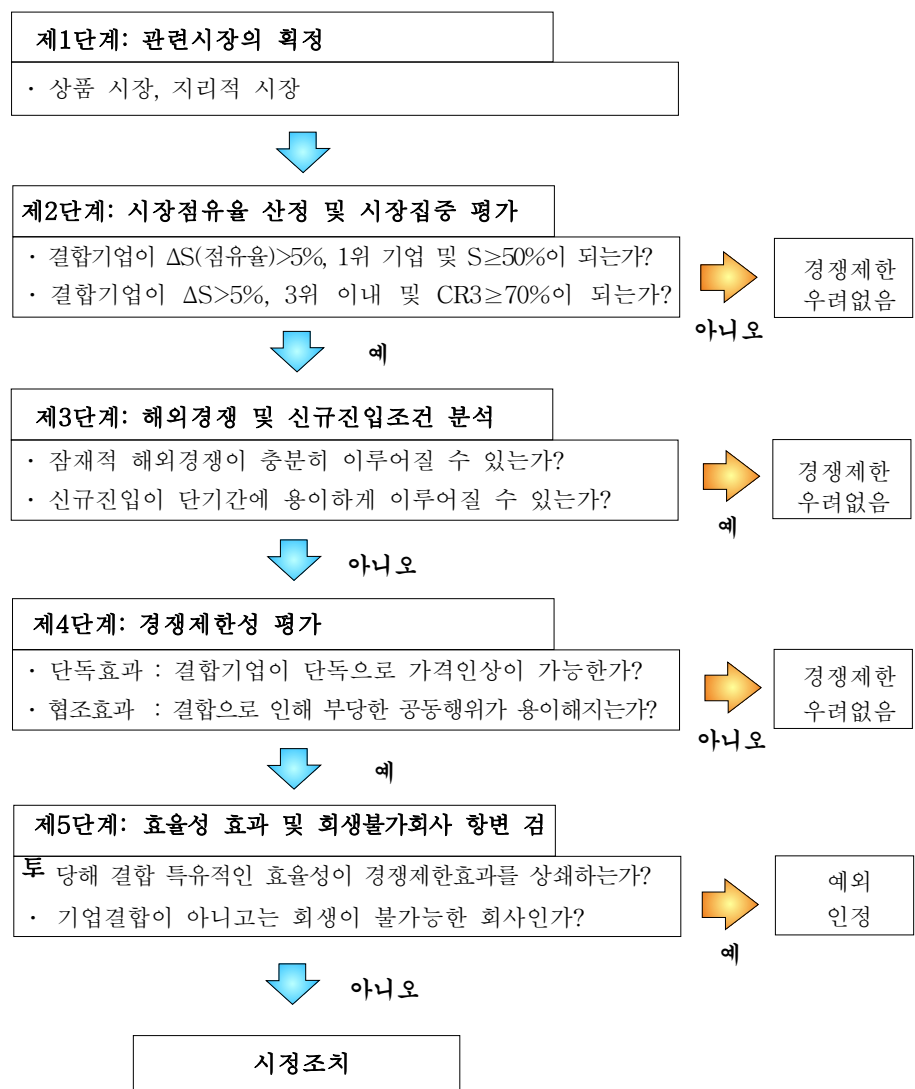 제1단계: 관련시장의 획정
· 상품 시장, 지리적 시장
제2단계: 시장점유율 산정 및 시장집중 평가
· 결합기업이 ΔS(점유율)>5%, 1위 기업 및 S≥50%이 되는가?
· 결합기업이 ΔS>5%, 3위 이내 및 CR3≥70%이 되는가?
아니오
경쟁제한
우려없음
예
제3단계: 해외경쟁 및 신규진입조건 분석
· 잠재적 해외경쟁이 충분히 이루어질 수 있는가?
· 신규진입이 단기간에 용이하게 이루어질 수 있는가?
예
경쟁제한
우려없음
아니오
제4단계: 경쟁제한성 평가
· 단독효과 : 결합기업이 단독으로 가격인상이 가능한가?
· 협조효과 : 결합으로 인해 부당한 공동행위가 용이해지는가?
아니오
경쟁제한
우려없음
예
제5단계: 효율성 효과 및 회생불가회사 항변 검
토 당해 결합 특유적인 효율성이 경쟁제한효과를 상쇄하는가?
· 기업결합이 아니고는 회생이 불가능한 회사인가?
예
예외
인정
아니오
시정조치